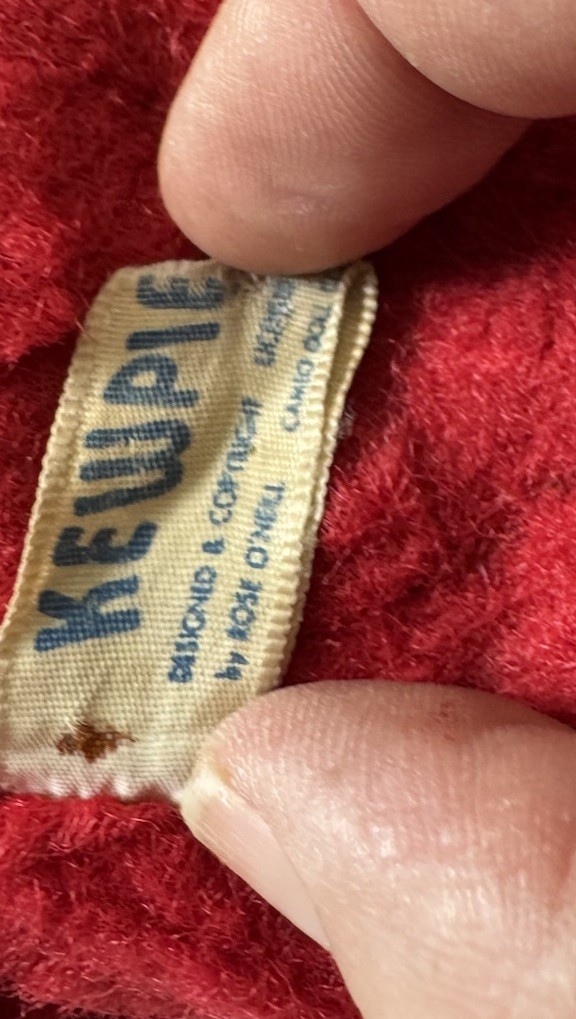 KEWPIE
DESIGNED & COPYRIGHT
by ROSE O'NEILL
CAMEO DOLL